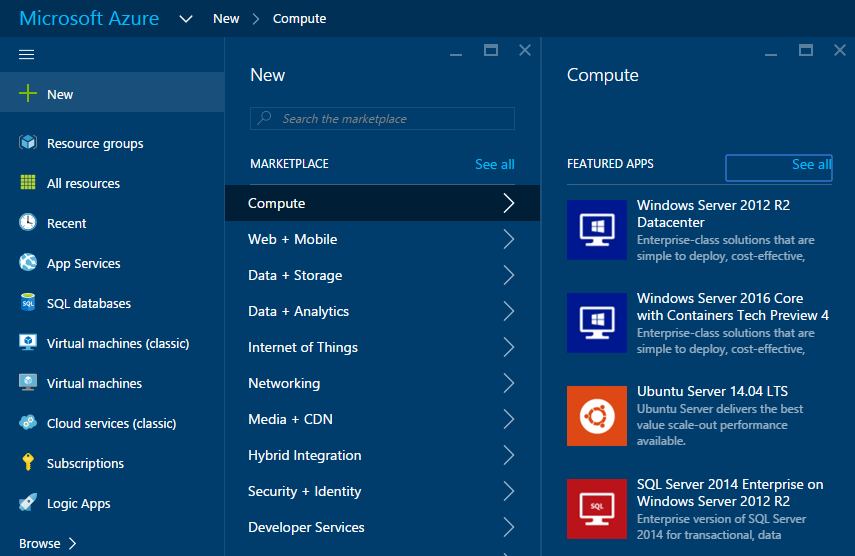 Microsoft Azure
New
Compute
New
Resource groups
All resources
Recent
App Services
SQL databases
Virtual machines (classic)
Virtual machines
Cloud services (classic)
Subscriptions
Logic Apps
Browse
New
Search the marketplace
MARKETPLACE
See all
Compute
Web + Mobile
Data + Storage
Data + Analytics
Internet of Things
Networking
Media + CDN
Hybrid Integration
Security + Identity
Developer Services
Compute
FEATURED APPS
See all
Windows Server 2012 R2
Datacenter
Enterprise-class solutions that are
simple to deploy, cost-effective,
Windows Server 2016 Core
with Containers Tech Preview 4
Enterprise-class solutions that are
simple to deploy, cost-effective,
Ubuntu Server 14.04 LTS
Ubuntu Server delivers the best
value scale-out performance
available.
SQL
SQL Server 2014 Enterprise on
Windows Server 2012 R2
Enterprise version of SQL Server
2014 for transactional, data